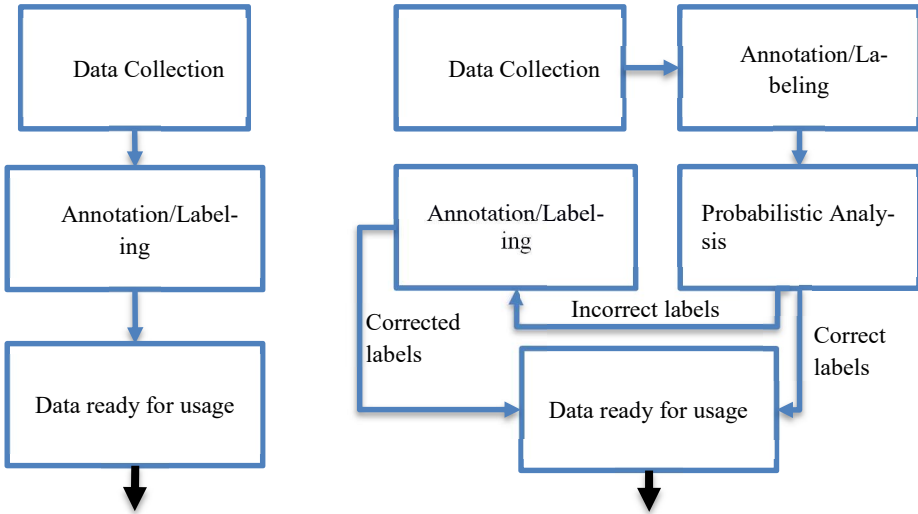 Data Collection
Annotation/Label-
ing
Data ready for usage
Data Collection
Annotation/La-
beling
Annotation/Label-
ing
Probabilistic Analy-
sis
Incorrect labels
Corrected
labels
Correct
labels
Data ready for usage